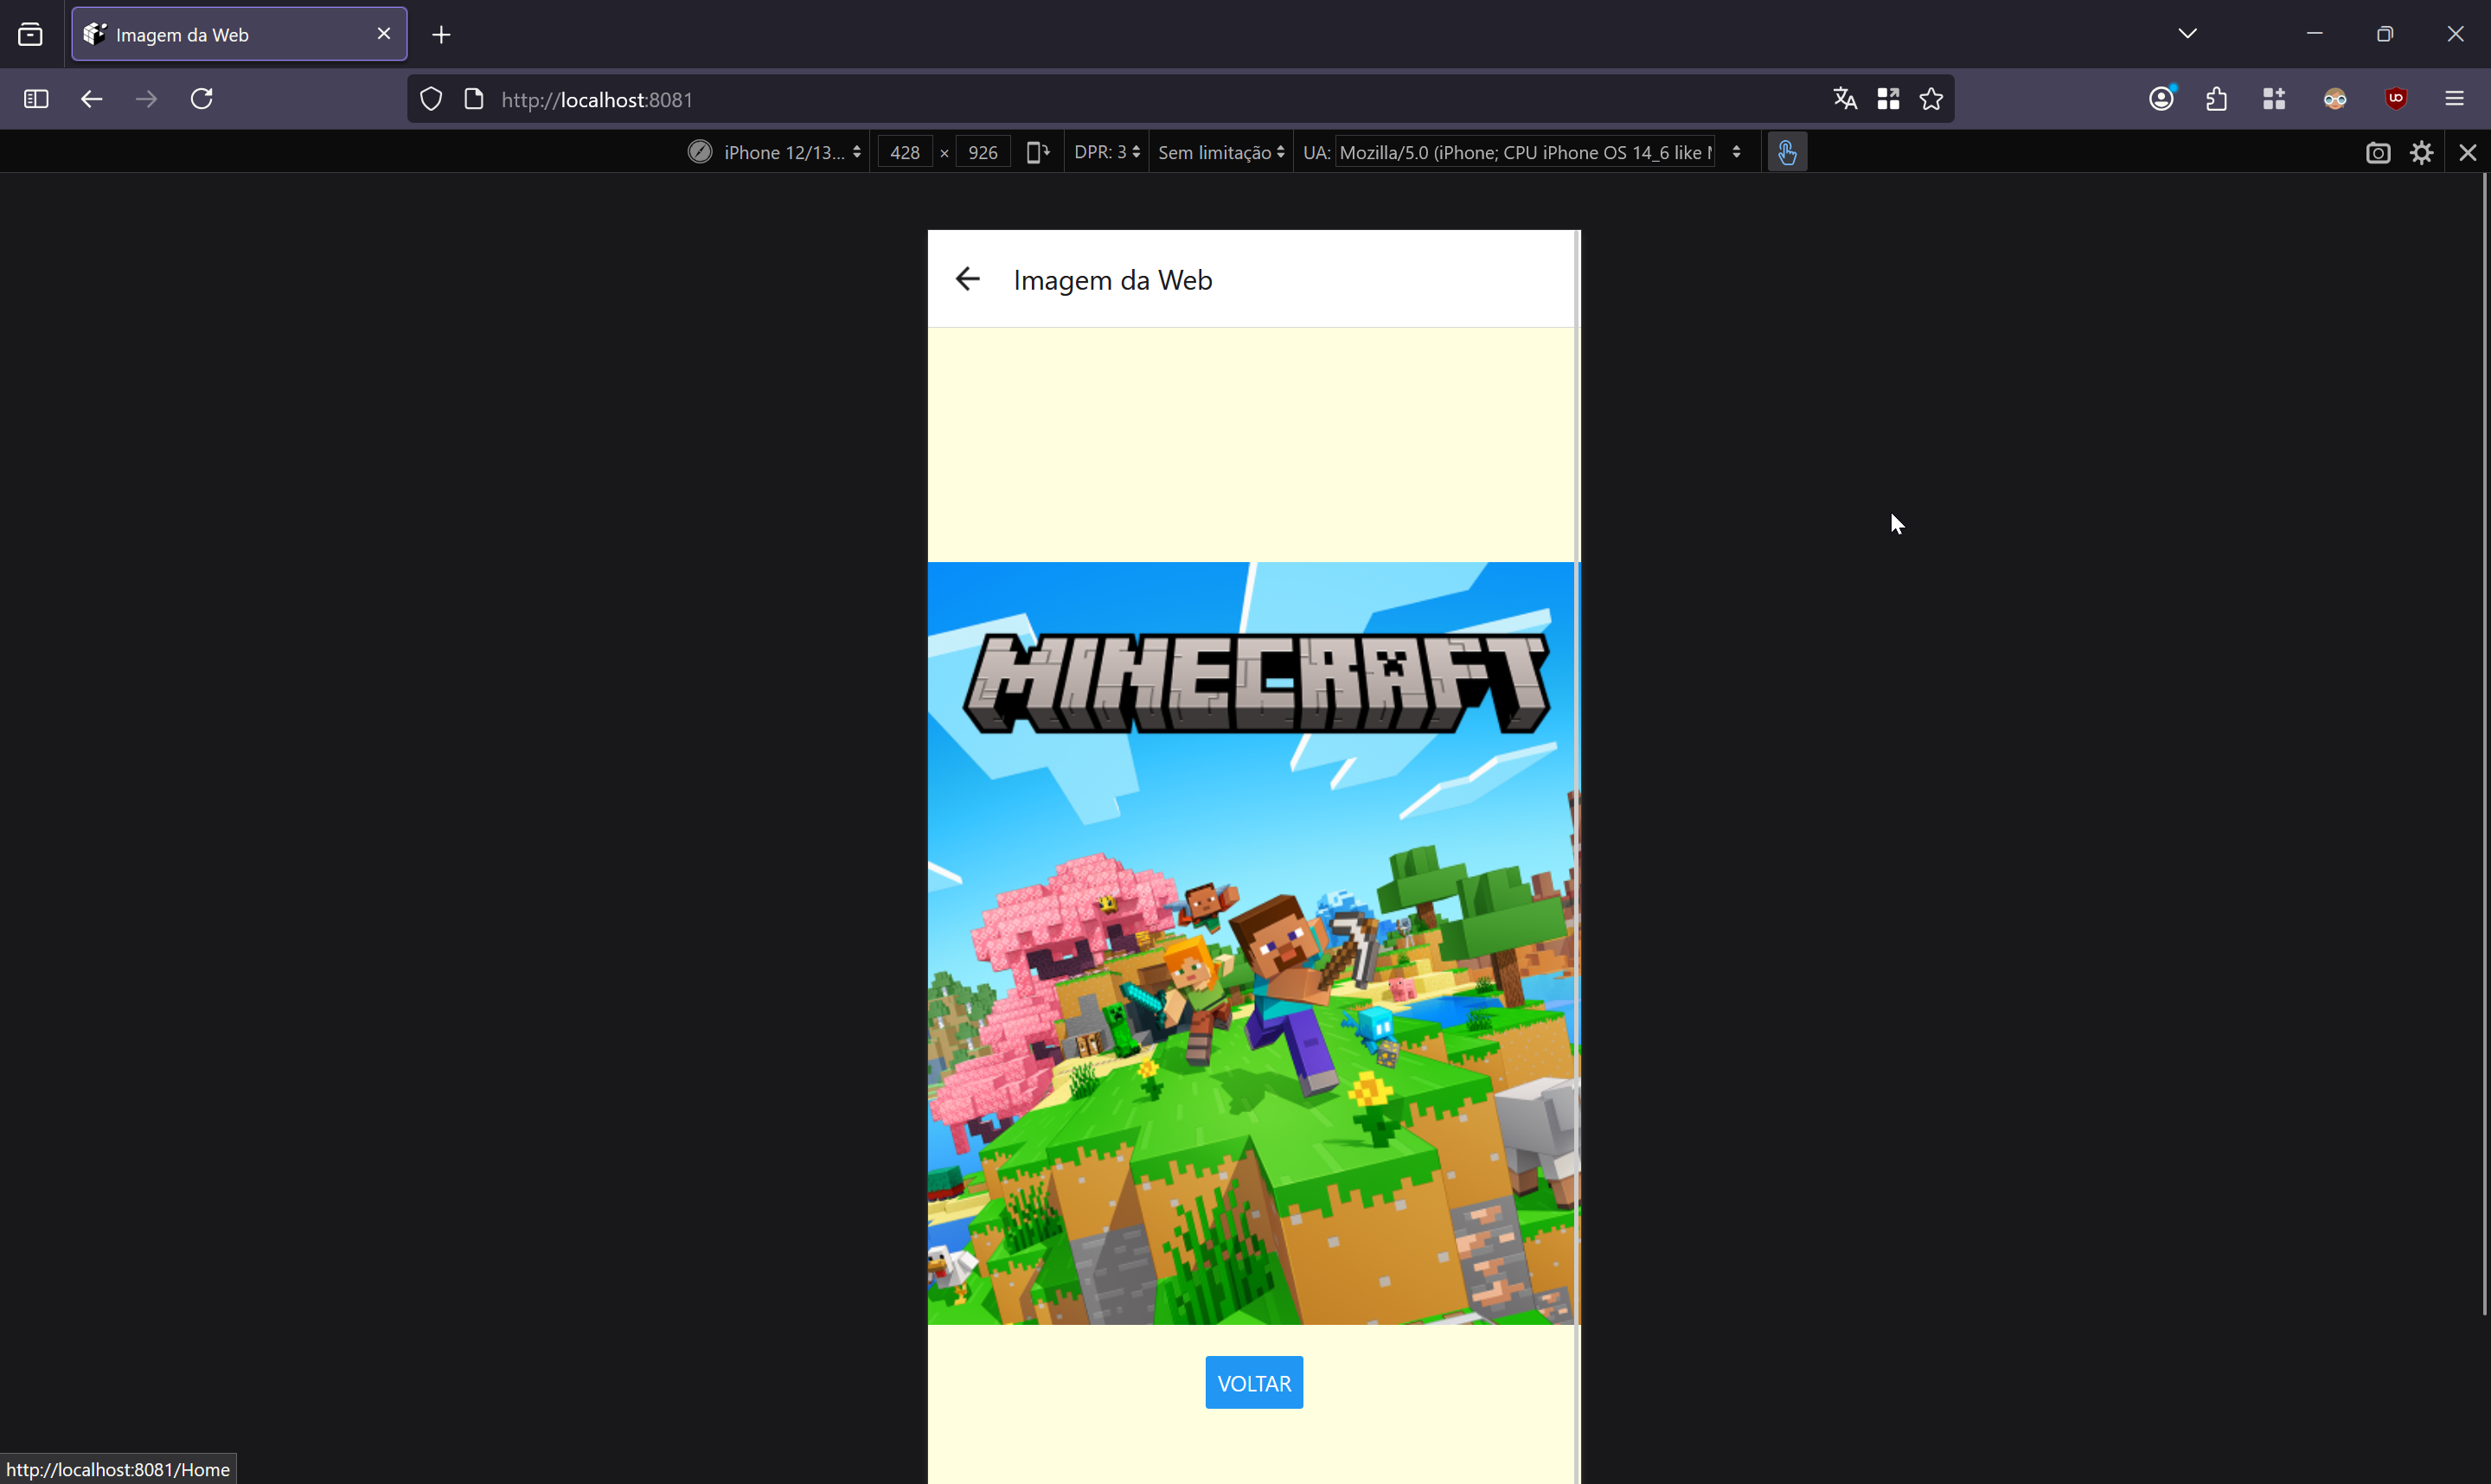 Imagem da Web
http://localhost:8081
iPhone 12/13...
428 × 926
DPR: 3
Sem limitação
UA: Mozilla/5.0 (iPhone; CPU iPhone OS 14_6 like
Imagem da Web
MINECRAFT
VOLTAR
http://localhost:8081/Home